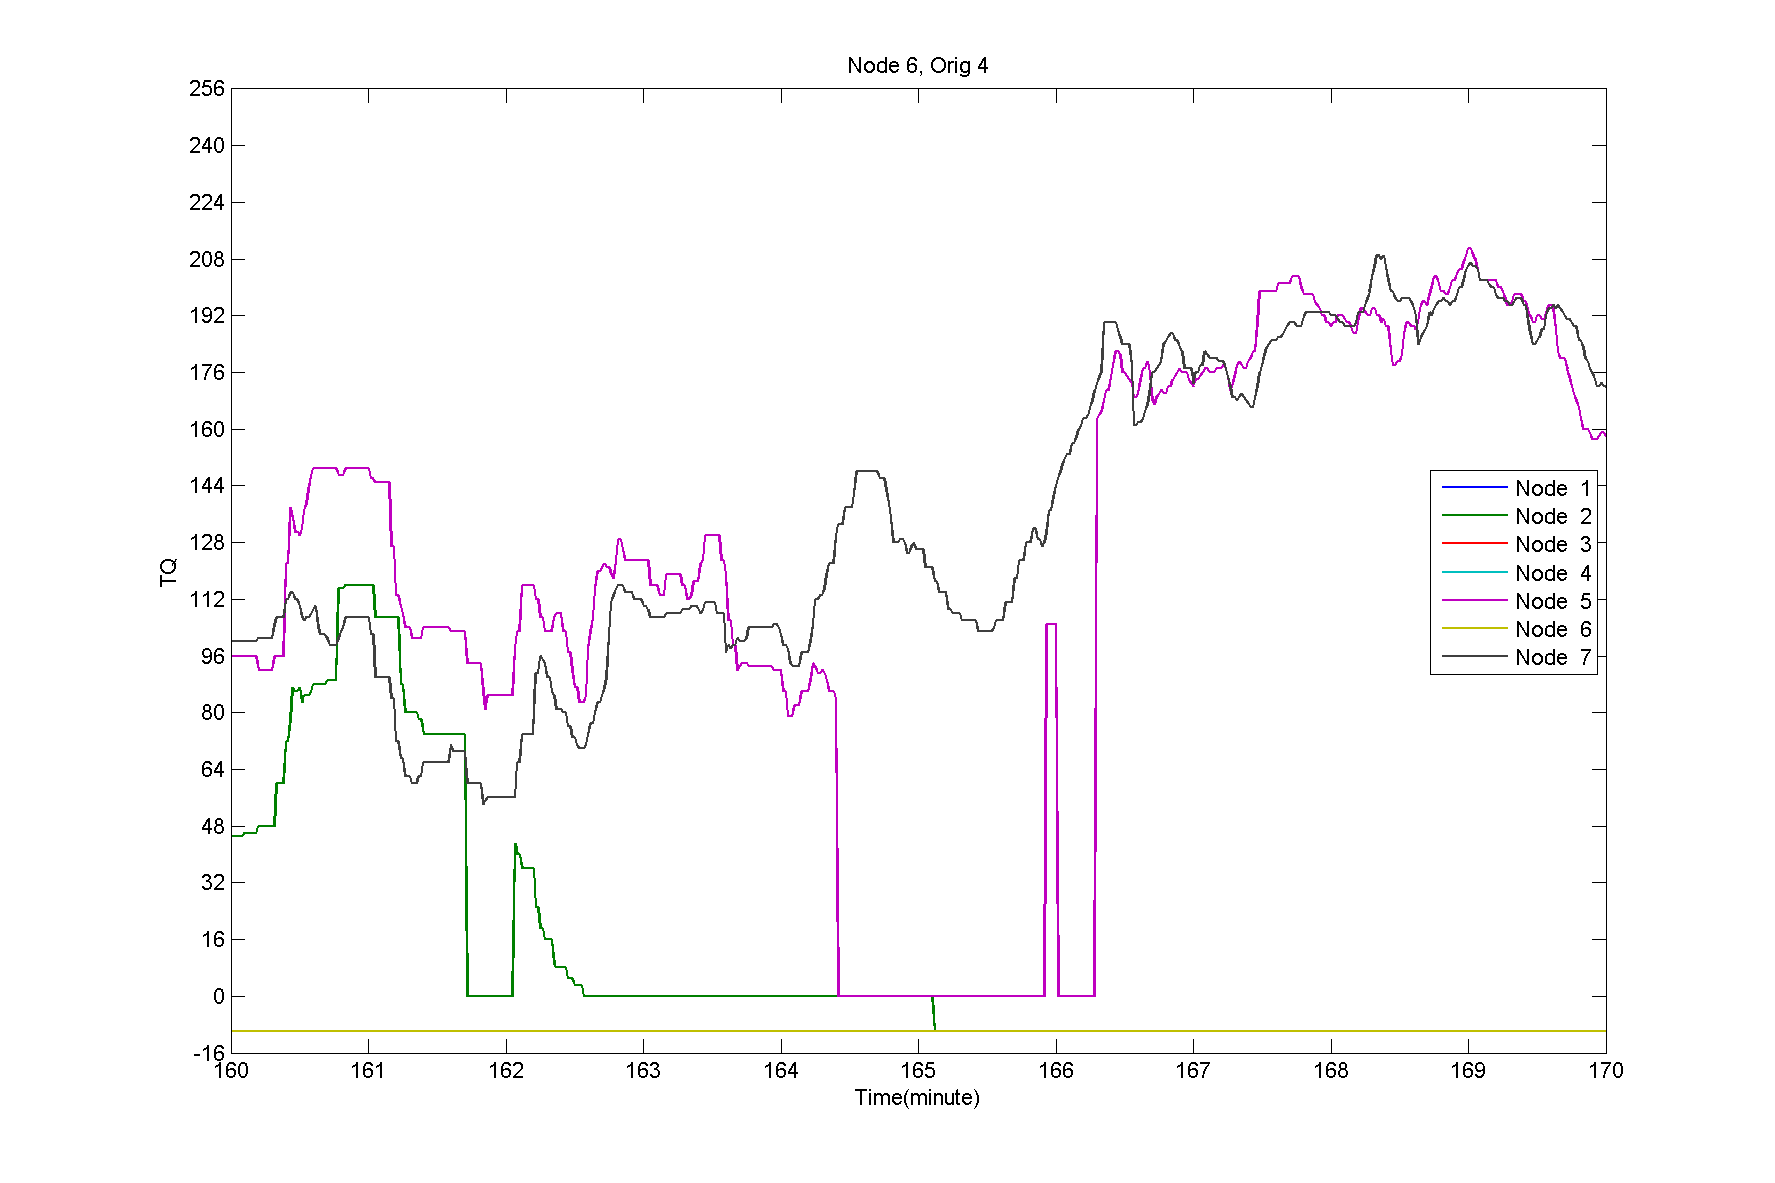 Node 6, Orig 4
256
240
224
208
192
176
160
144
128
112
96
80
64
48
32
16
0
-16
TQ
Node 1
Node 2
Node 3
Node 4
Node 5
Node 6
Node 7
160 161 162 163 164 165 166 167 168 169 170
Time(minute)